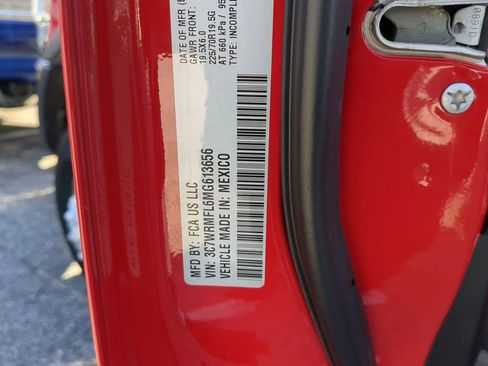 DATE OF MFR
GAWR FRONT:
19.5X6.0
225/70R19.5G
AT 660 kPa / 95
TYPE: INCOMPL
MFD BY: FCA US LLC
VIN: 3C7WRMFL6MG613656
VEHICLE MADE IN: MEXICO